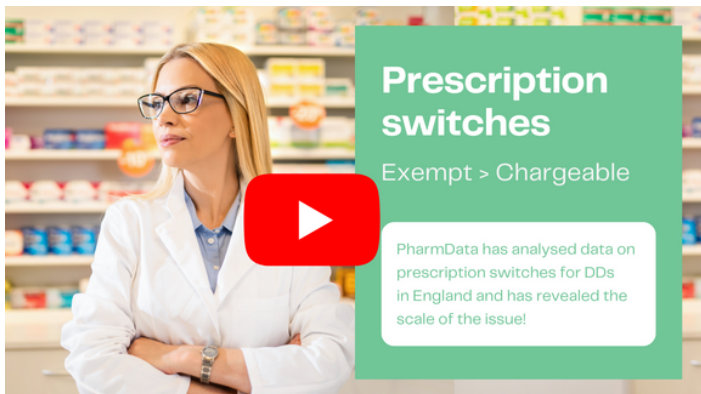 Prescription
switches
Exempt > Chargeable
PharmData has analysed data on
prescription switches for DDs
in England and has revealed the
scale of the issue!